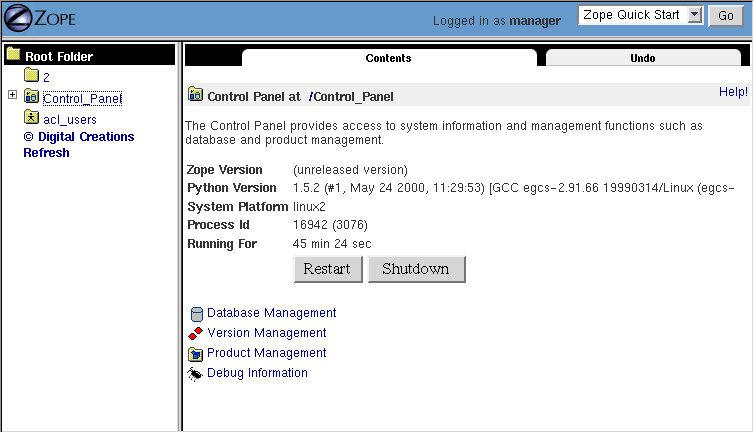 ZOPE
Logged in as manager
Zope Quick Start
Go
Root Folder
2
Control_Panel
acl_users
© Digital Creations
Refresh
Contents
Undo
Control Panel at /Control_Panel
Help!
The Control Panel provides access to system information and management functions such as
database and product management.
Zope Version (unreleased version)
Python Version 1.5.2 (#1, May 24 2000, 11:29:53) [GCC egcs-2.91.66 19990314/Linux (egcs-
System Platform linux2
Process Id 16942 (3076)
Running For 45 min 24 sec
Restart Shutdown
Database Management
Version Management
Product Management
Debug Information